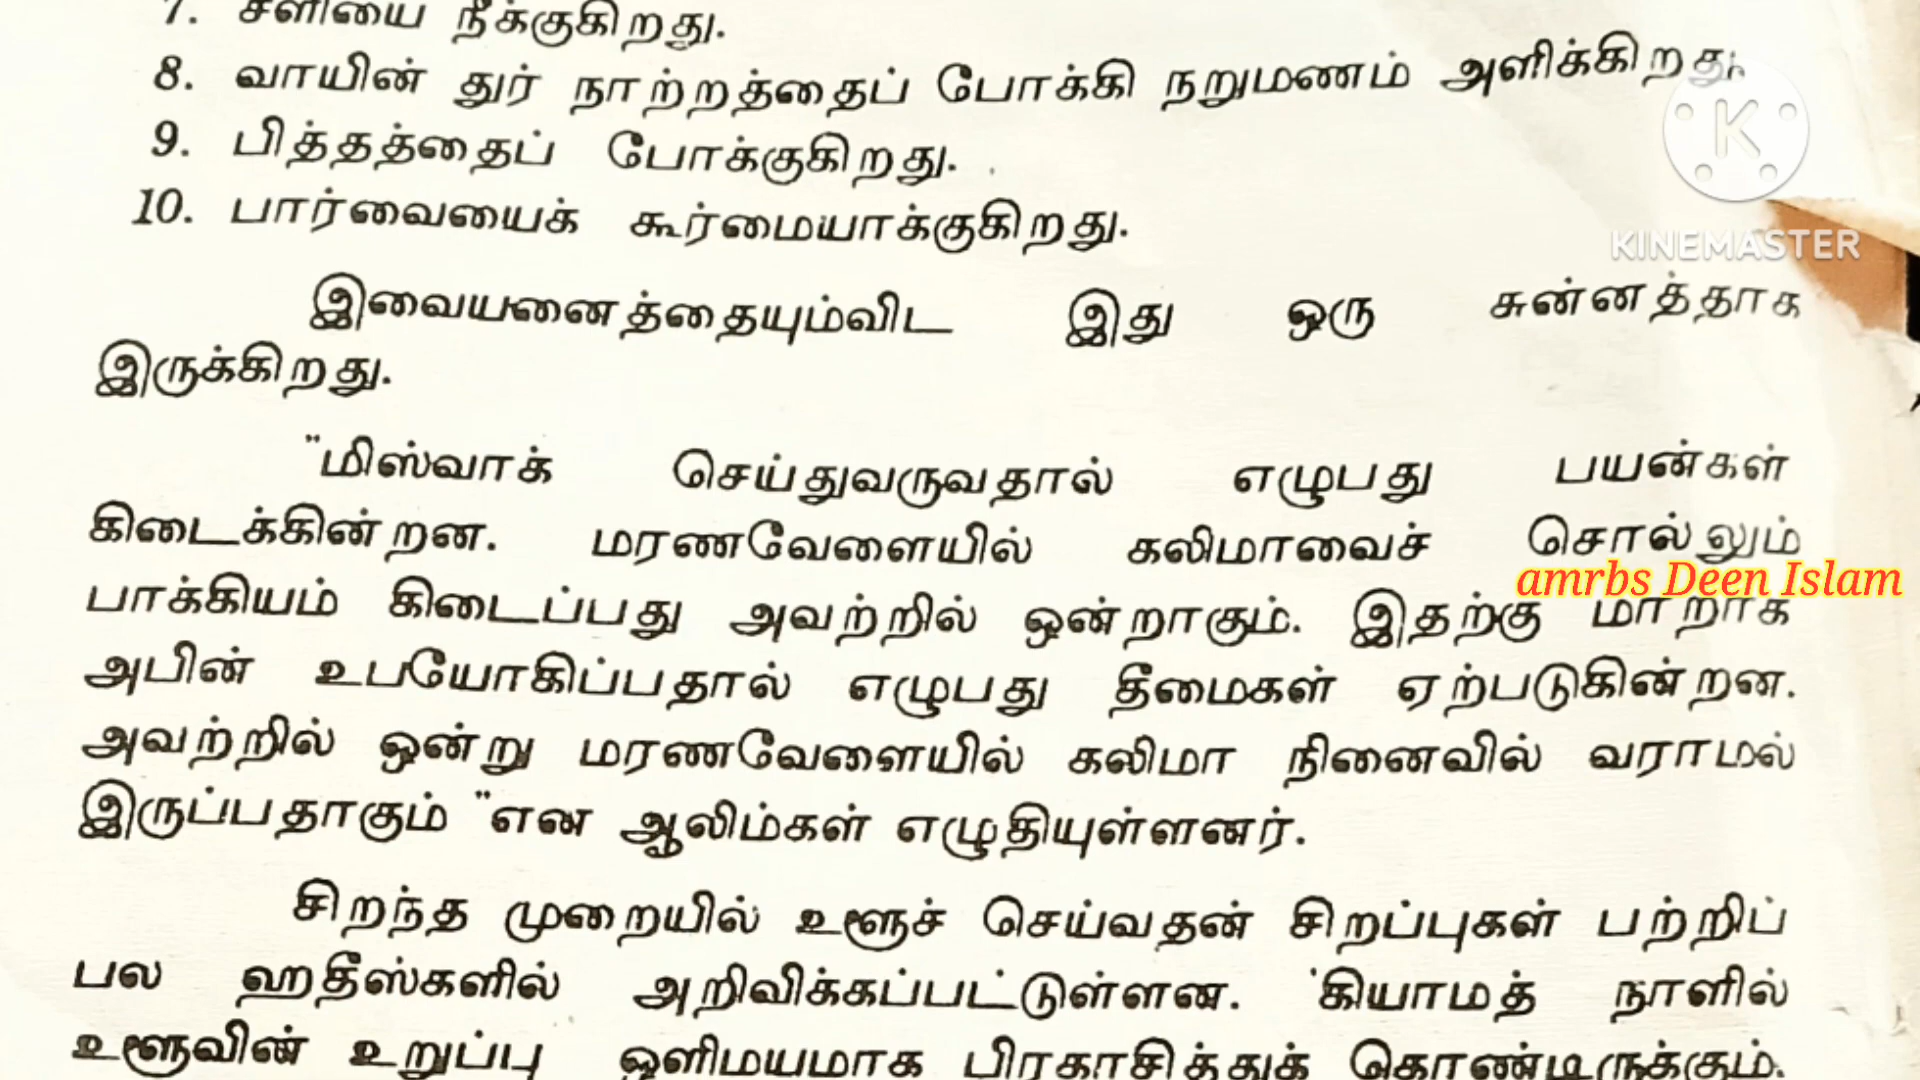 7. சளியை நீக்குகிறது.
8. வாயின் துர் நாற்றத்தைப் போக்கி நறுமணம் அளிக்கிறது.
9. பித்தத்தைப் போக்குகிறது.
10. பார்வையைக் கூர்மையாக்குகிறது.
KINEMASTER
இவையனைத்தையும்விட இது ஒரு சுன்னத்தாக
இருக்கிறது.
"மிஸ்வாக் செய்துவருவதால் எழுபது பயன்கள்
கிடைக்கின்றன. மரணவேளையில் கலிமாவைச் சொல்லும்
amrbs Deen Islam
பாக்கியம் கிடைப்பது அவற்றில் ஒன்றாகும். இதற்கு மாறாக
அபின் உபயோகிப்பதால் எழுபது தீமைகள் ஏற்படுகின்றன.
அவற்றில் ஒன்று மரணவேளையில் கலிமா நினைவில் வராமல்
இருப்பதாகும் "என ஆலிம்கள் எழுதியுள்ளனர்.
சிறந்த முறையில் உளூச் செய்வதன் சிறப்புகள் பற்றிப்
பல ஹதீஸ்களில் அறிவிக்கப்பட்டுள்ளன. 'கியாமத் நாளில்
உளூவின் உறுப்பு ஒளிமயமாக பிரகாசித்துக் கொண்டிருக்கும்.